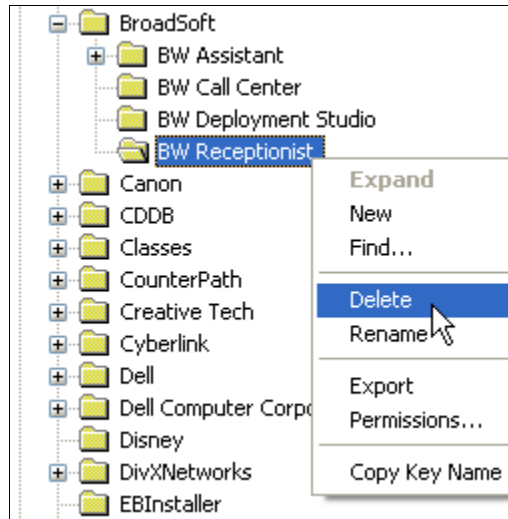 BroadSoft
BW Assistant
BW Call Center
BW Deployment Studio
BW Receptionist
Canon
CDDB
Classes
CounterPath
Creative Tech
Cyberlink
Dell
Dell Computer Corpo
Disney
DivXNetworks
EBInstaller
Expand
New
Find...
Delete
Rename
Export
Permissions...
Copy Key Name